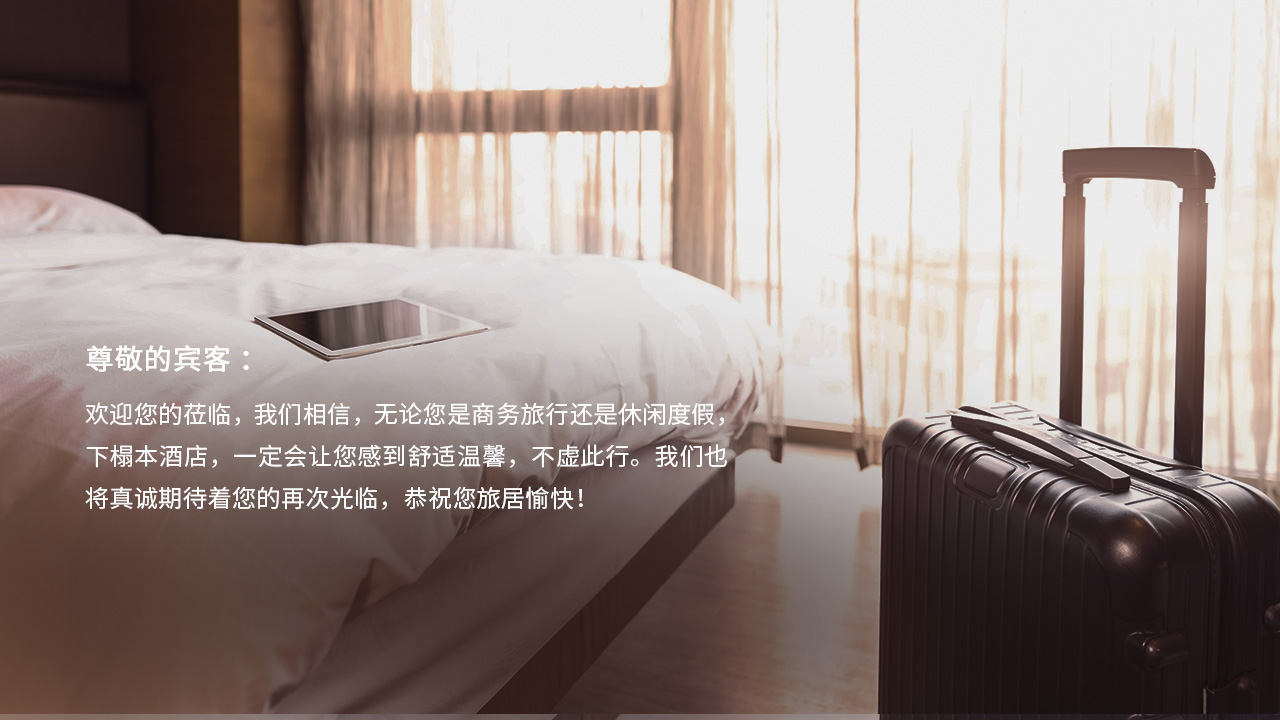 尊敬的宾客：
欢迎您的莅临，我们相信，无论您是商务旅行还是休闲度假，
下榻本酒店，一定会让您感到舒适温馨，不虚此行。我们也
将真诚期待着您的再次光临，恭祝您旅居愉快！